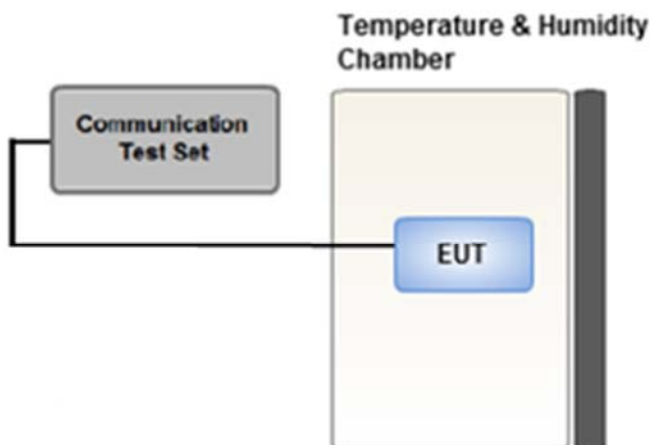 Temperature & Humidity
Chamber
Communication
Test Set
EUT